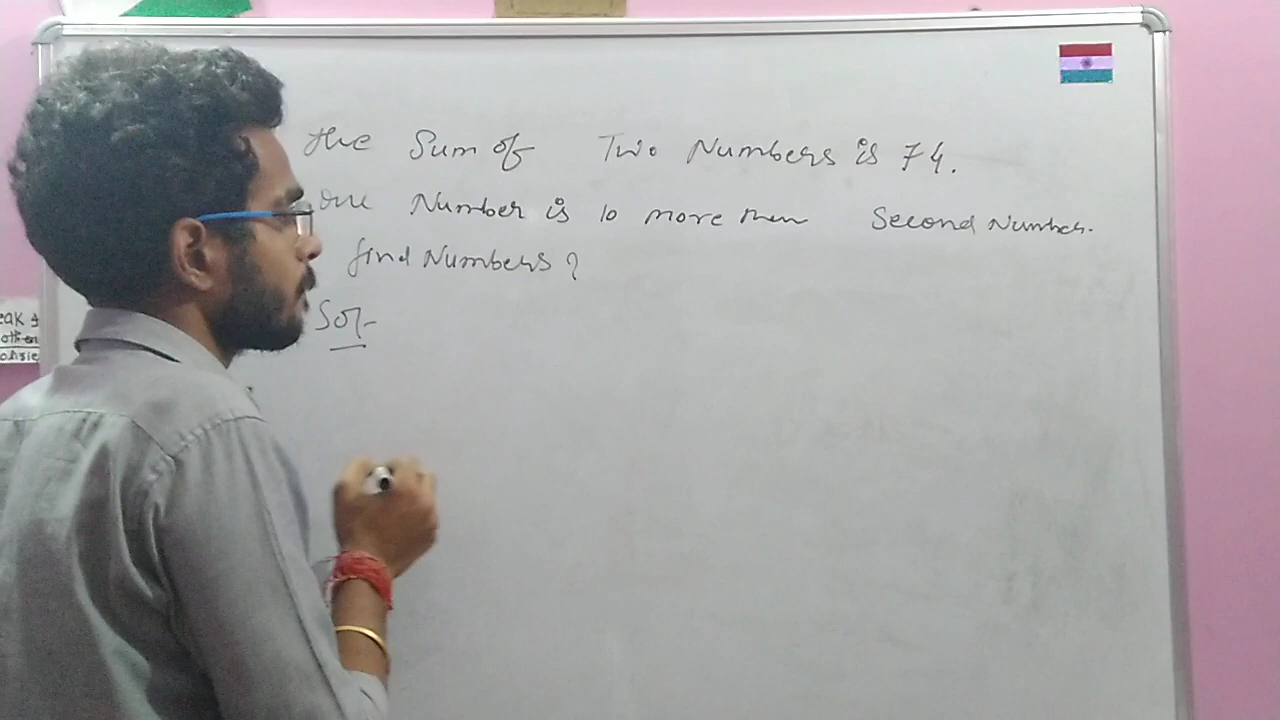 the Sum of Two Numbers is 74.
one Number is 10 more then Second Number.
find Numbers ?
Sol-